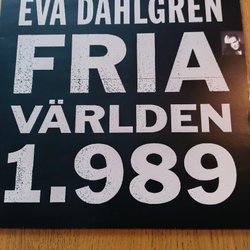 EVA DAHLGREN
FRIA
VÄRLDEN
1.989